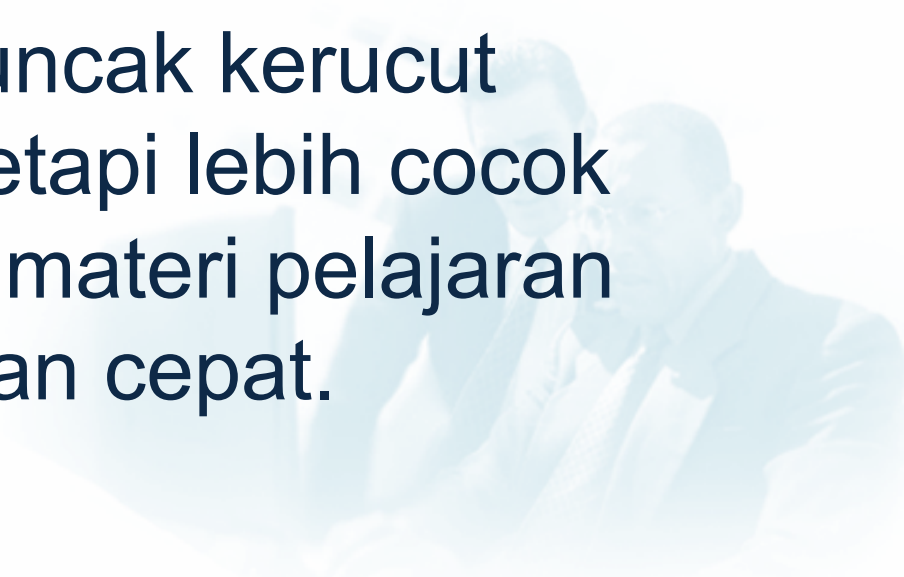 uncak kerucut
etapi lebih cocok
materi pelajaran
an cepat.